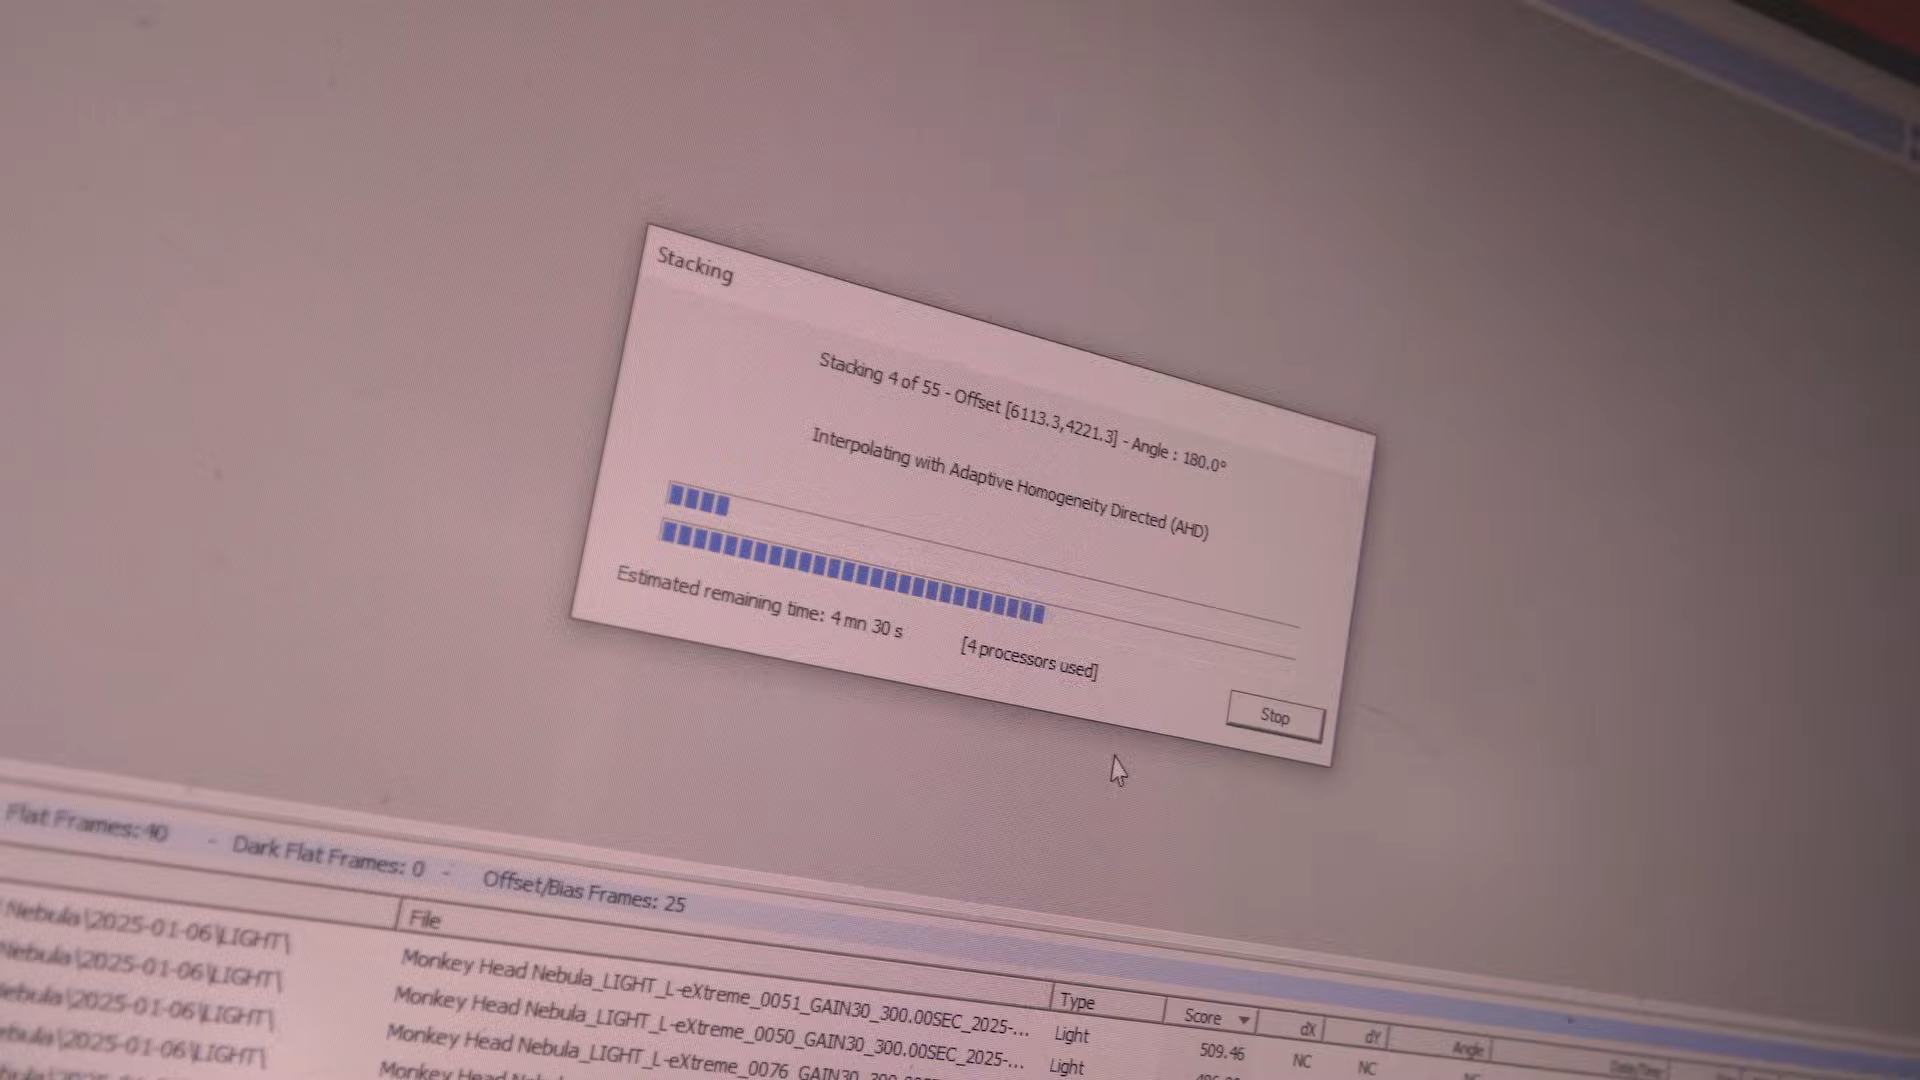 Stacking
Stacking 4 of 55 - Offset [6113.3,4221.3] - Angle : 180.0°
Interpolating with Adaptive Homogeneity Directed (AHD)
Estimated remaining time: 4 mn 30 s
[4 processors used]
Stop
Flat Frames: 40 - Dark Flat Frames: 0 - Offset/Bias Frames: 25
File Type Score dX dY Angle
Nebula\2025-01-06\LIGHT\ Monkey Head Nebula_LIGHT_L-eXtreme_0051_GAIN30_300.00SEC_2025-... Light 509.46 NC NC
Nebula\2025-01-06\LIGHT\ Monkey Head Nebula_LIGHT_L-eXtreme_0050_GAIN30_300.00SEC_2025-... Light
ebula\2025-01-06\LIGHT\ Monkey Head Nebula_LIGHT_L-eXtreme_0076_GAIN30
ebula\2025-01-06\LIGHT\ Monkey Head